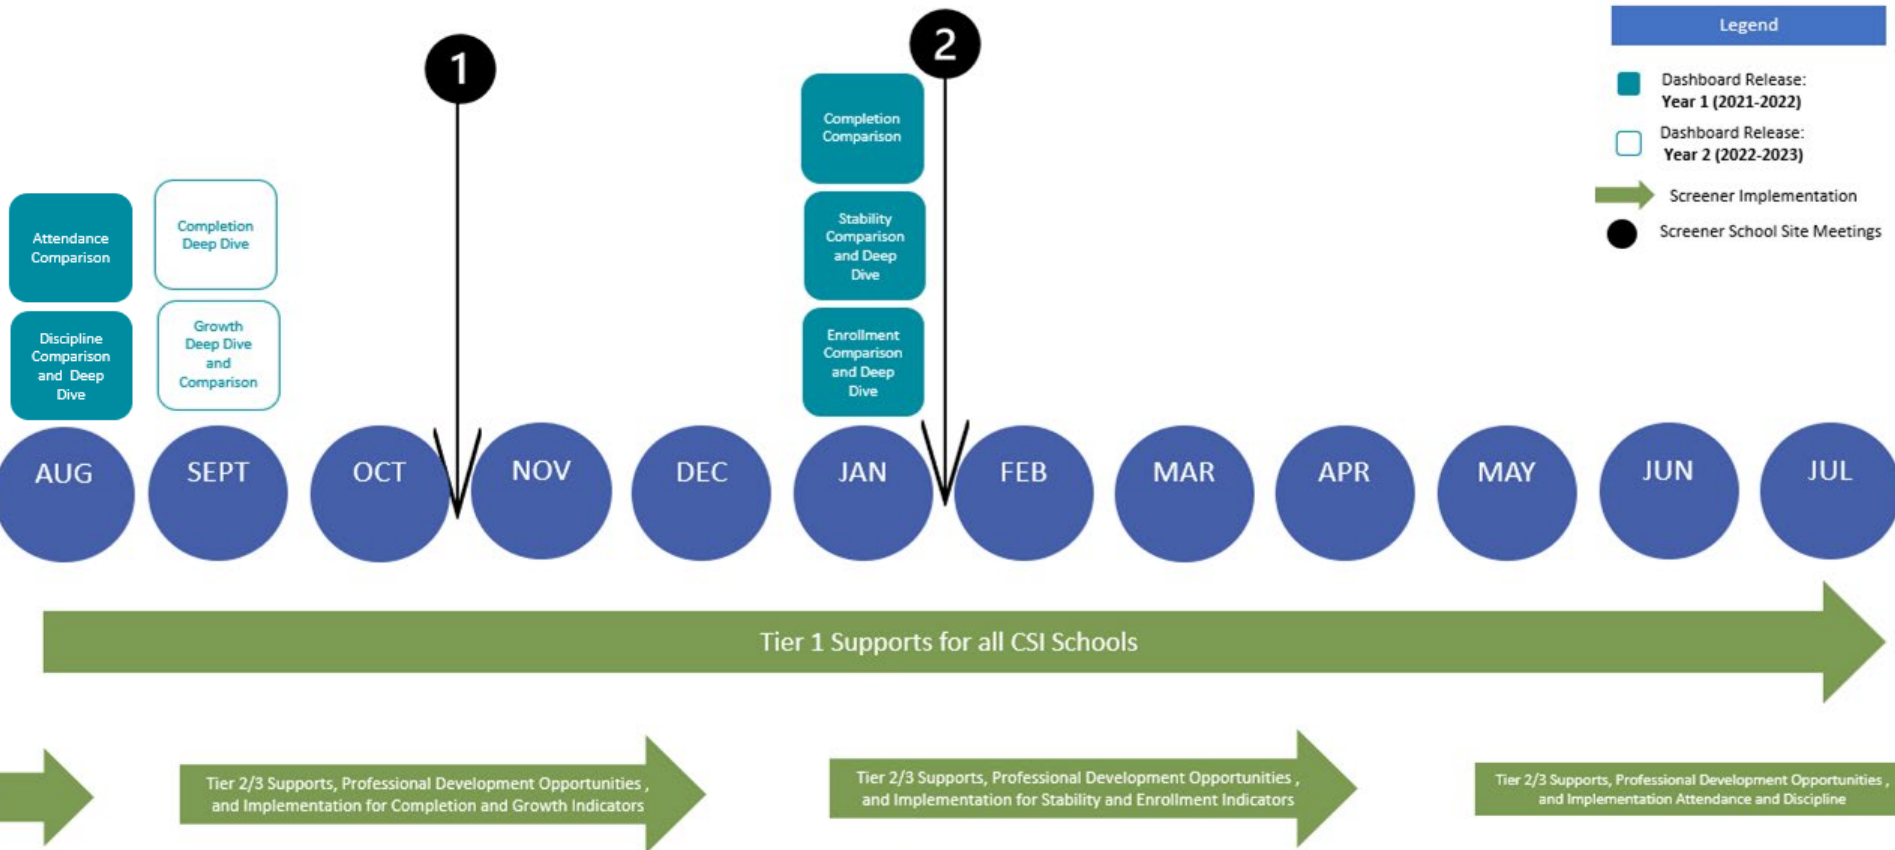 1
2
Legend
Dashboard Release:
Year 1 (2021-2022)
Dashboard Release:
Year 2 (2022-2023)
Screener Implementation
Screener School Site Meetings
Completion
Comparison
Attendance
Comparison
Completion
Deep Dive
Stability
Comparison
and Deep
Dive
Discipline
Comparison
and Deep
Dive
Growth
Deep Dive
and
Comparison
Enrollment
Comparison
and Deep
Dive
AUG
SEPT
OCT
NOV
DEC
JAN
FEB
MAR
APR
MAY
JUN
JUL
Tier 1 Supports for all CSI Schools
Tier 2/3 Supports, Professional Development Opportunities ,
and Implementation for Completion and Growth Indicators
Tier 2/3 Supports, Professional Development Opportunities ,
and Implementation for Stability and Enrollment Indicators
Tier 2/3 Supports, Professional Development Opportunities ,
and Implementation Attendance and Discipline